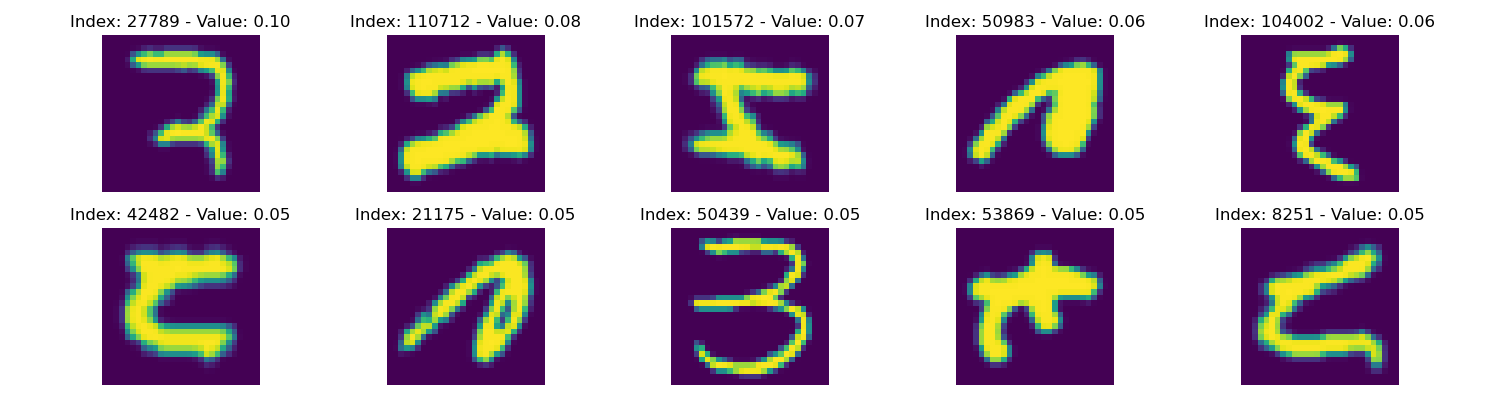 Index: 27789 - Value: 0.10 Index: 110712 - Value: 0.08 Index: 101572 - Value: 0.07 Index: 50983 - Value: 0.06 Index: 104002 - Value: 0.06
Index: 42482 - Value: 0.05 Index: 21175 - Value: 0.05 Index: 50439 - Value: 0.05 Index: 53869 - Value: 0.05 Index: 8251 - Value: 0.05